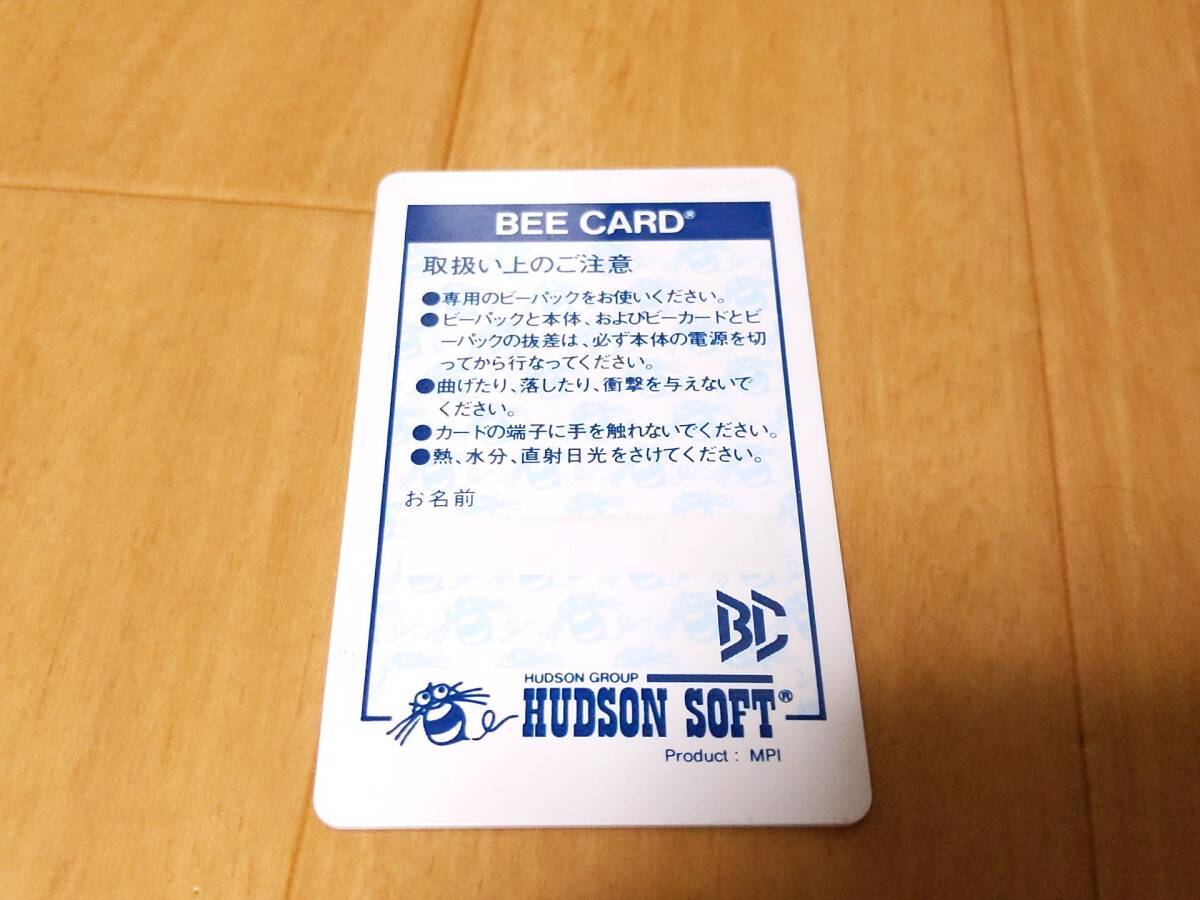 BEE CARD®
取扱い上のご注意
●専用のビーパックをお使いください。
●ビーパックと本体、およびビーカードとビ
ーパックの抜差は、必ず本体の電源を切
ってから行なってください。
●曲げたり、落したり、衝撃を与えないで
ください。
●カードの端子に手を触れないでください。
●熱、水分、直射日光をさけてください。
お名前
BC
HUDSON GROUP
HUDSON SOFT®
Product : MPI